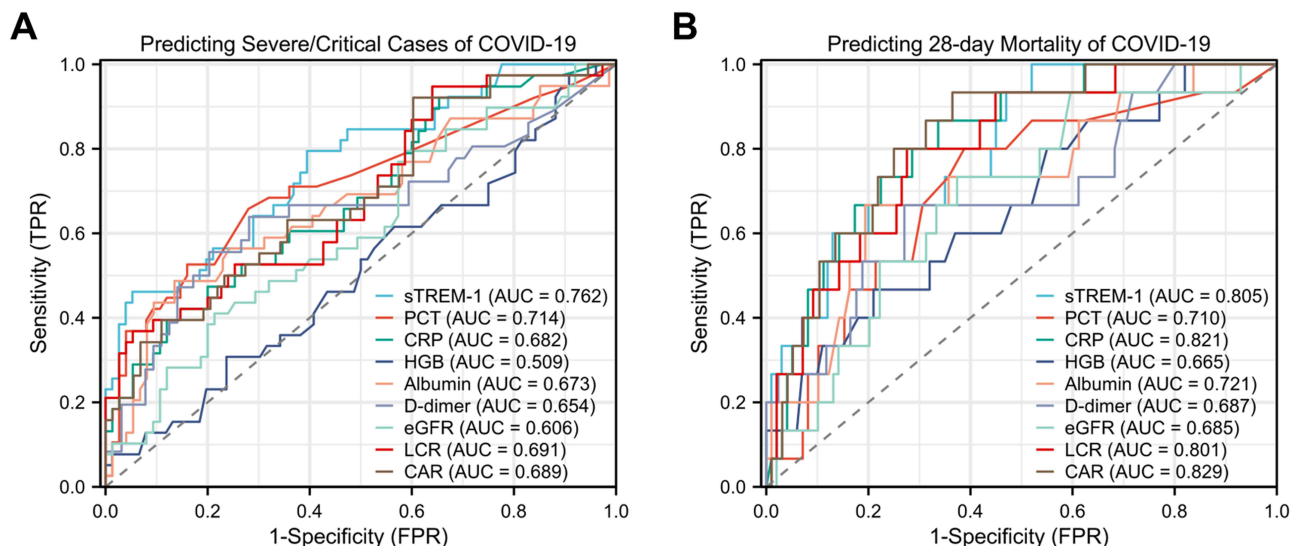 A
Predicting Severe/Critical Cases of COVID-19
1.0
0.8
0.6
0.4
0.2
0.0
Sensitivity (TPR)
sTREM-1 (AUC = 0.762)
PCT (AUC = 0.714)
CRP (AUC = 0.682)
HGB (AUC = 0.509)
Albumin (AUC = 0.673)
D-dimer (AUC = 0.654)
eGFR (AUC = 0.606)
LCR (AUC = 0.691)
CAR (AUC = 0.689)
0.0 0.2 0.4 0.6 0.8 1.0
1-Specificity (FPR)
B
Predicting 28-day Mortality of COVID-19
1.0
0.8
0.6
0.4
0.2
0.0
Sensitivity (TPR)
sTREM-1 (AUC = 0.805)
PCT (AUC = 0.710)
CRP (AUC = 0.821)
HGB (AUC = 0.665)
Albumin (AUC = 0.721)
D-dimer (AUC = 0.687)
eGFR (AUC = 0.685)
LCR (AUC = 0.801)
CAR (AUC = 0.829)
0.0 0.2 0.4 0.6 0.8 1.0
1-Specificity (FPR)